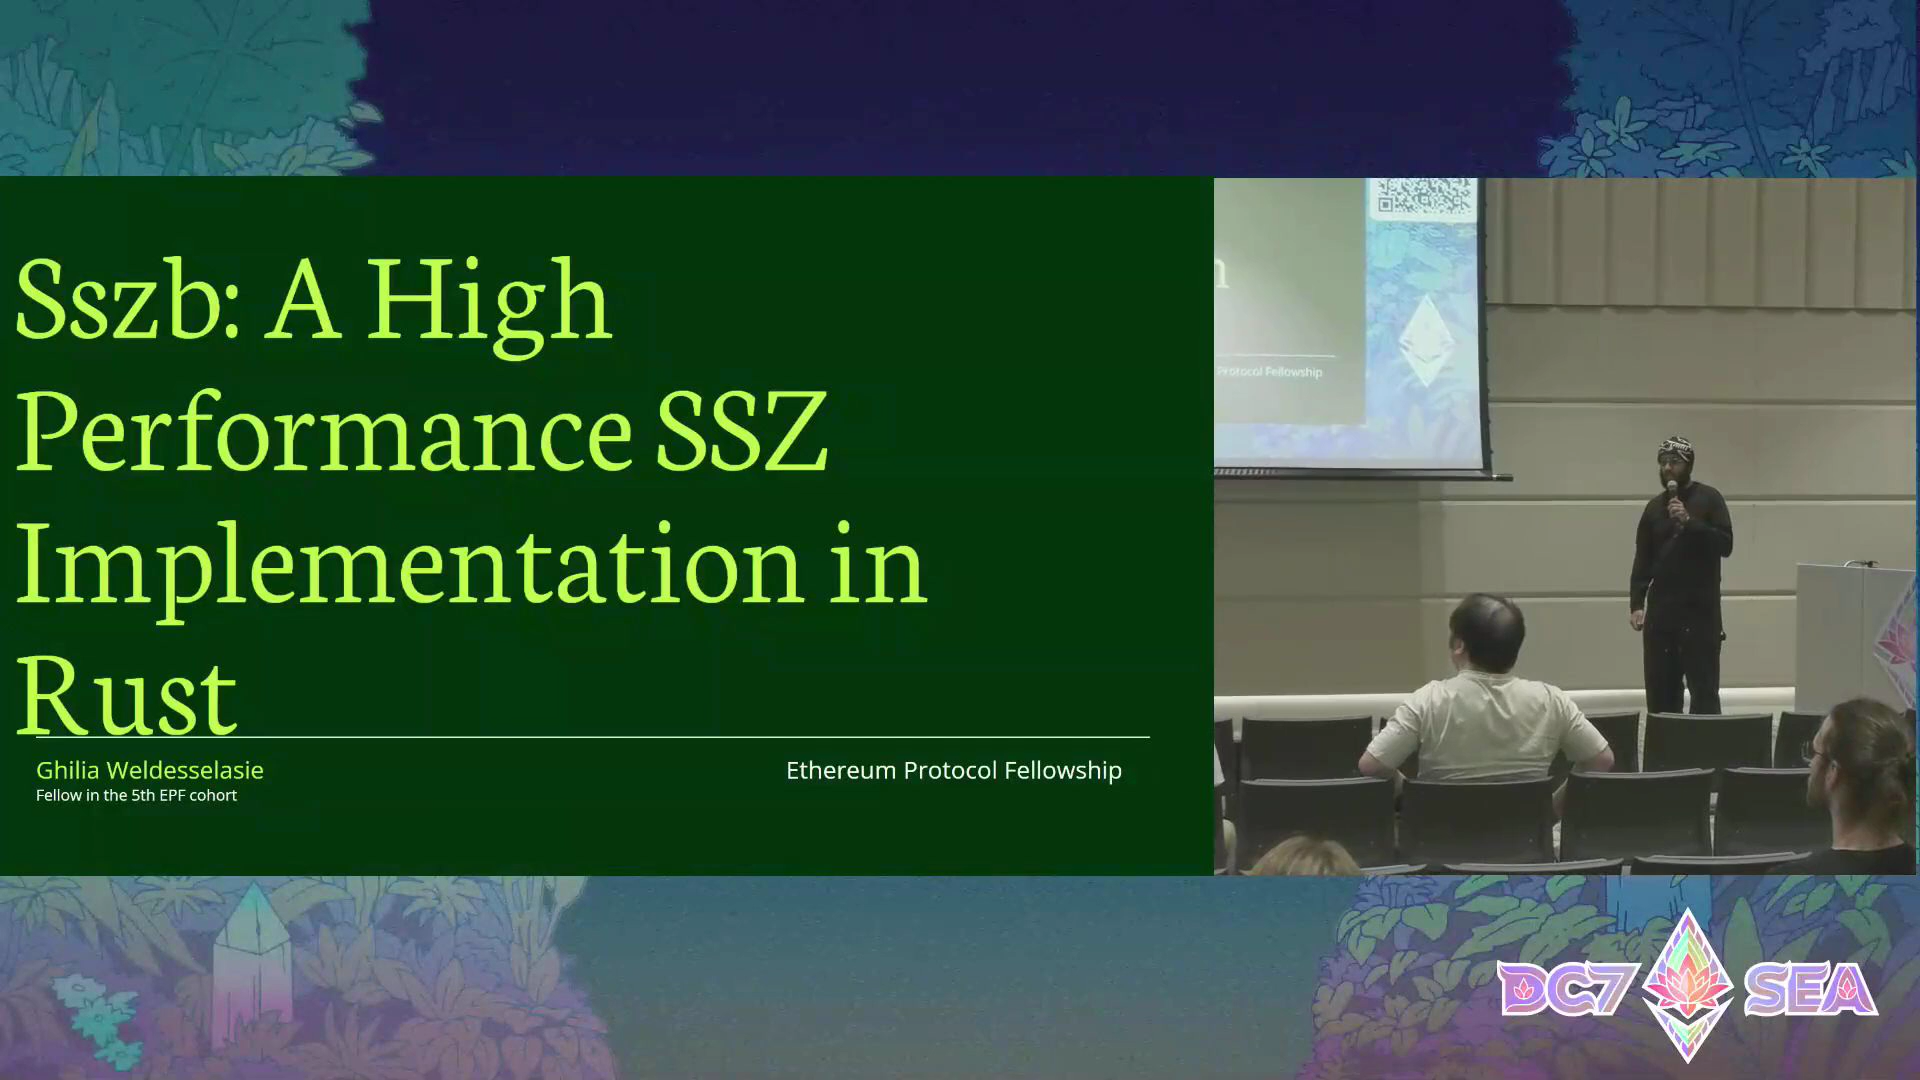 Sszb: A High
Performance SSZ
Implementation in
Rust
Ghilia Weldesselasie
Fellow in the 5th EPF cohort
Ethereum Protocol Fellowship
n
Protocol Fellowship
DC7 SEA